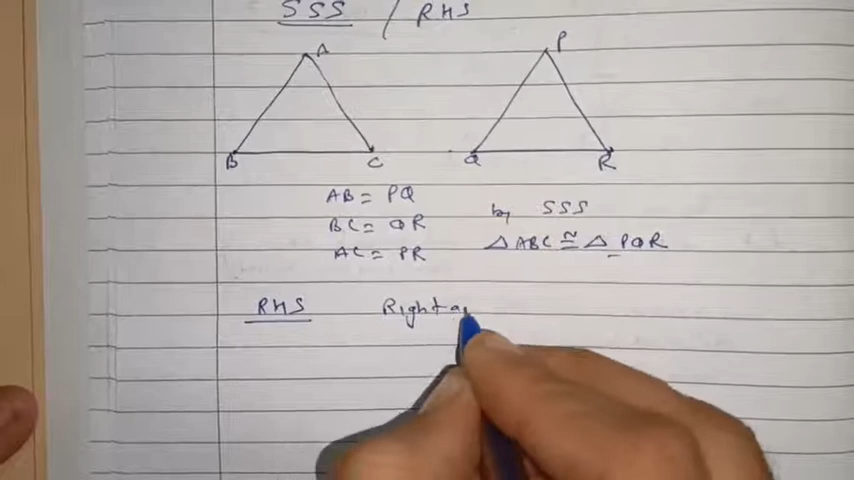 SSS / RHS
A P
B C Q R
AB = PQ
BC = QR by SSS
AC = PR △ ABC ≅ △ PQR
RHS Right a